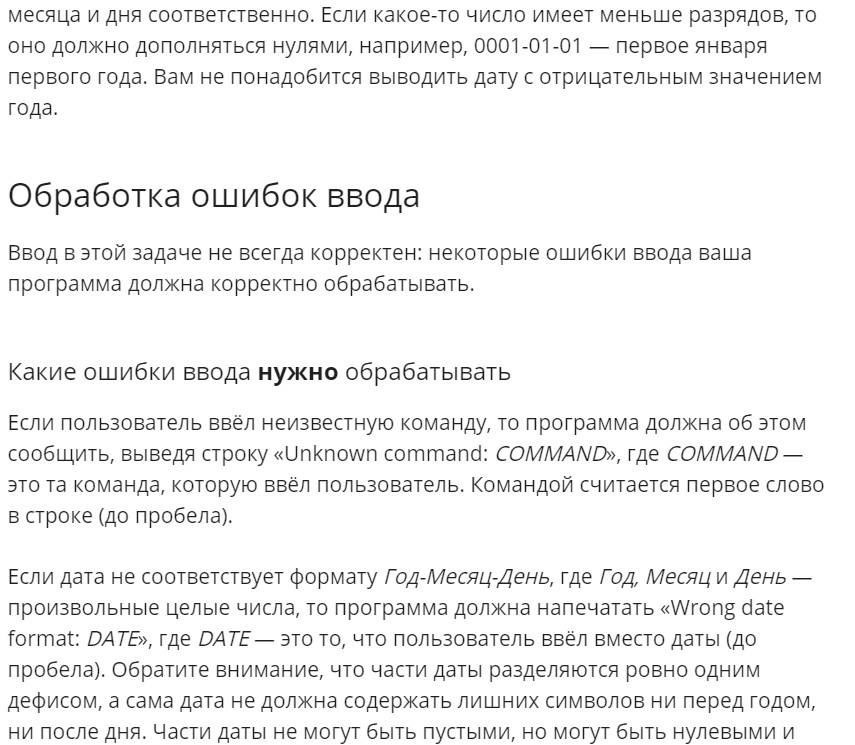 месяца и дня соответственно. Если какое-то число имеет меньше разрядов, то
оно должно дополняться нулями, например, 0001-01-01 — первое января
первого года. Вам не понадобится выводить дату с отрицательным значением
года.
Обработка ошибок ввода
Ввод в этой задаче не всегда корректен: некоторые ошибки ввода ваша
программа должна корректно обрабатывать.
Какие ошибки ввода нужно обрабатывать
Если пользователь ввёл неизвестную команду, то программа должна об этом
сообщить, выведя строку «Unknown command: COMMAND», где COMMAND —
это та команда, которую ввёл пользователь. Командой считается первое слово
в строке (до пробела).
Если дата не соответствует формату Год-Месяц-День, где Год, Месяц и День —
произвольные целые числа, то программа должна напечатать «Wrong date
format: DATE», где DATE — это то, что пользователь ввёл вместо даты (до
пробела). Обратите внимание, что части даты разделяются ровно одним
дефисом, а сама дата не должна содержать лишних символов ни перед годом,
ни после дня. Части даты не могут быть пустыми, но могут быть нулевыми и